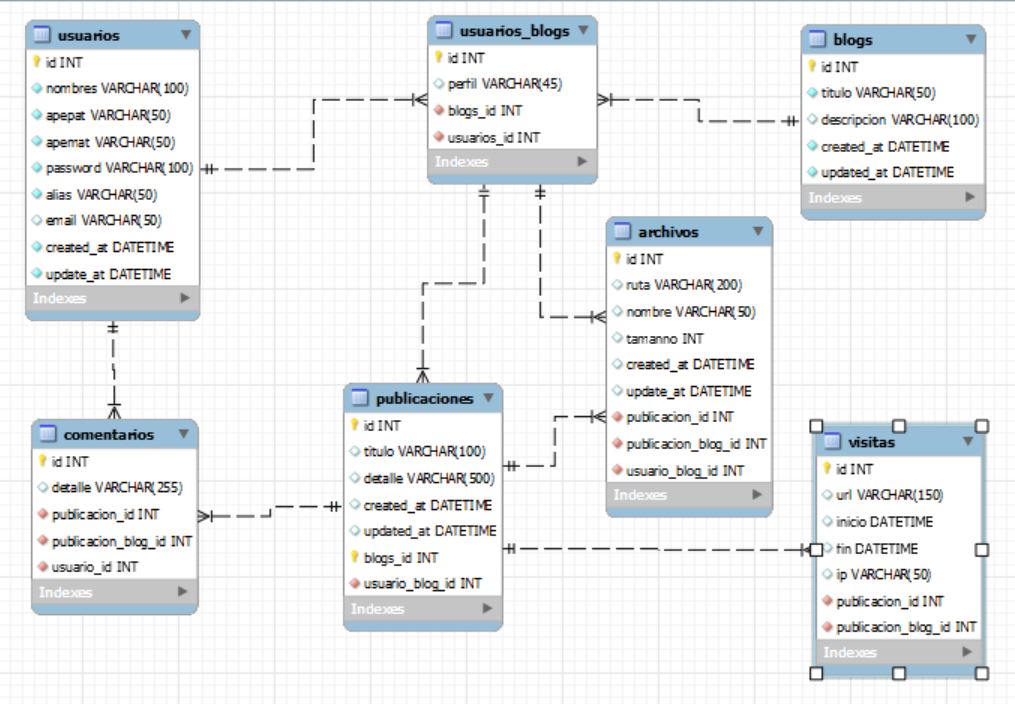 usuarios
id INT
nombres VARCHAR(100)
apepat VARCHAR(50)
apemat VARCHAR(50)
password VARCHAR(100)
alias VARCHAR(50)
email VARCHAR(50)
created_at DATETIME
update_at DATETIME
Indexes
usuarios_blogs
id INT
perfil VARCHAR(45)
blogs_id INT
usuarios_id INT
Indexes
blogs
id INT
titulo VARCHAR(50)
descripcion VARCHAR(100)
created_at DATETIME
updated_at DATETIME
Indexes
archivos
id INT
ruta VARCHAR(200)
nombre VARCHAR(50)
tamanno INT
created_at DATETIME
update_at DATETIME
publicacion_id INT
publicacion_blog_id INT
usuario_blog_id INT
Indexes
comentarios
id INT
detalle VARCHAR(255)
publicacion_id INT
publicacion_blog_id INT
usuario_id INT
Indexes
publicaciones
id INT
titulo VARCHAR(100)
detalle VARCHAR(500)
created_at DATETIME
updated_at DATETIME
blogs_id INT
usuario_blog_id INT
Indexes
visitas
id INT
url VARCHAR(150)
inicio DATETIME
fin DATETIME
ip VARCHAR(50)
publicacion_id INT
publicacion_blog_id INT
Indexes